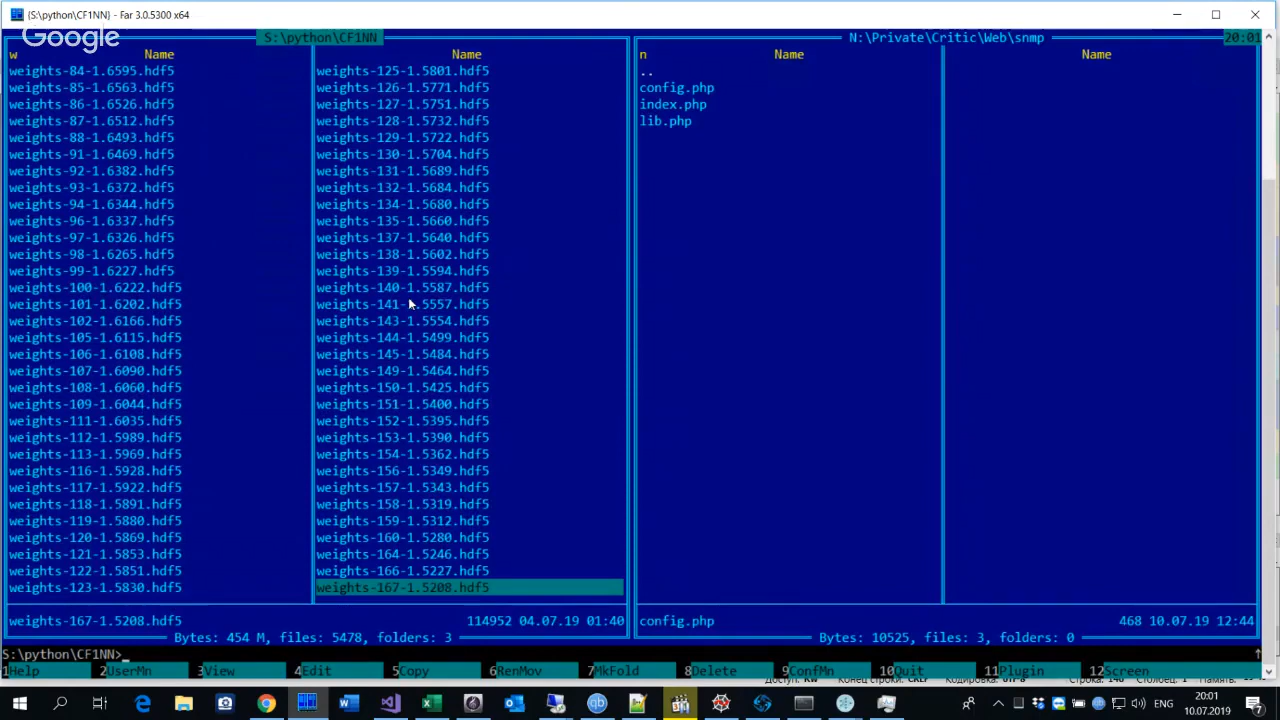 {S:\python\CF1NN} - Far 3.0.5300 x64
Google
S:\python\CF1NN
w Name Name
weights-84-1.6595.hdf5
weights-85-1.6563.hdf5
weights-86-1.6526.hdf5
weights-87-1.6512.hdf5
weights-88-1.6493.hdf5
weights-91-1.6469.hdf5
weights-92-1.6382.hdf5
weights-93-1.6372.hdf5
weights-94-1.6344.hdf5
weights-96-1.6337.hdf5
weights-97-1.6326.hdf5
weights-98-1.6265.hdf5
weights-99-1.6227.hdf5
weights-100-1.6222.hdf5
weights-101-1.6202.hdf5
weights-102-1.6166.hdf5
weights-105-1.6115.hdf5
weights-106-1.6108.hdf5
weights-107-1.6090.hdf5
weights-108-1.6060.hdf5
weights-109-1.6044.hdf5
weights-111-1.6035.hdf5
weights-112-1.5989.hdf5
weights-113-1.5969.hdf5
weights-116-1.5928.hdf5
weights-117-1.5922.hdf5
weights-118-1.5891.hdf5
weights-119-1.5880.hdf5
weights-120-1.5869.hdf5
weights-121-1.5853.hdf5
weights-122-1.5851.hdf5
weights-123-1.5830.hdf5
weights-125-1.5801.hdf5
weights-126-1.5771.hdf5
weights-127-1.5751.hdf5
weights-128-1.5732.hdf5
weights-129-1.5722.hdf5
weights-130-1.5704.hdf5
weights-131-1.5689.hdf5
weights-132-1.5684.hdf5
weights-134-1.5680.hdf5
weights-135-1.5660.hdf5
weights-137-1.5640.hdf5
weights-138-1.5602.hdf5
weights-139-1.5594.hdf5
weights-140-1.5587.hdf5
weights-141-1.5557.hdf5
weights-143-1.5554.hdf5
weights-144-1.5499.hdf5
weights-145-1.5484.hdf5
weights-149-1.5464.hdf5
weights-150-1.5425.hdf5
weights-151-1.5400.hdf5
weights-152-1.5395.hdf5
weights-153-1.5390.hdf5
weights-154-1.5362.hdf5
weights-156-1.5349.hdf5
weights-157-1.5343.hdf5
weights-158-1.5319.hdf5
weights-159-1.5312.hdf5
weights-160-1.5280.hdf5
weights-164-1.5246.hdf5
weights-166-1.5227.hdf5
weights-167-1.5208.hdf5
weights-167-1.5208.hdf5 114952 04.07.19 01:40
Bytes: 454 M, files: 5478, folders: 3
N:\Private\Critic\Web\snmp 20:01
n Name Name
..
config.php
index.php
lib.php
config.php 468 10.07.19 12:44
Bytes: 10525, files: 3, folders: 0
S:\python\CF1NN>
1Help 2UserMn 3View 4Edit 5Copy 6RenMov 7MkFold 8Delete 9ConfMn 10Quit 11Plugin 12Screen
ENG
20:01
10.07.2019